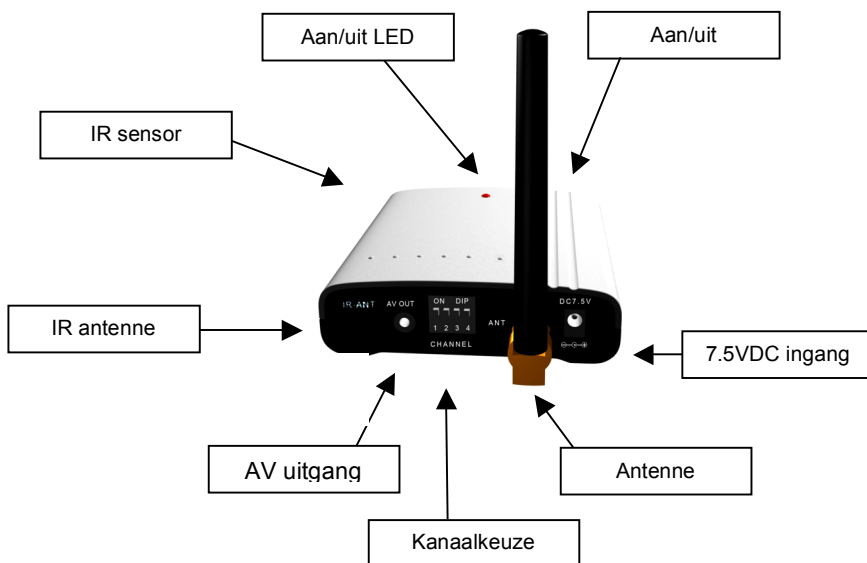 Aan/uit LED
Aan/uit
IR sensor
IR-ANT
AV OUT
ON DIP
1 2 3 4
CHANNEL
ANT
DC7.5V
IR antenne
7.5VDC ingang
AV uitgang
Antenne
Kanaalkeuze